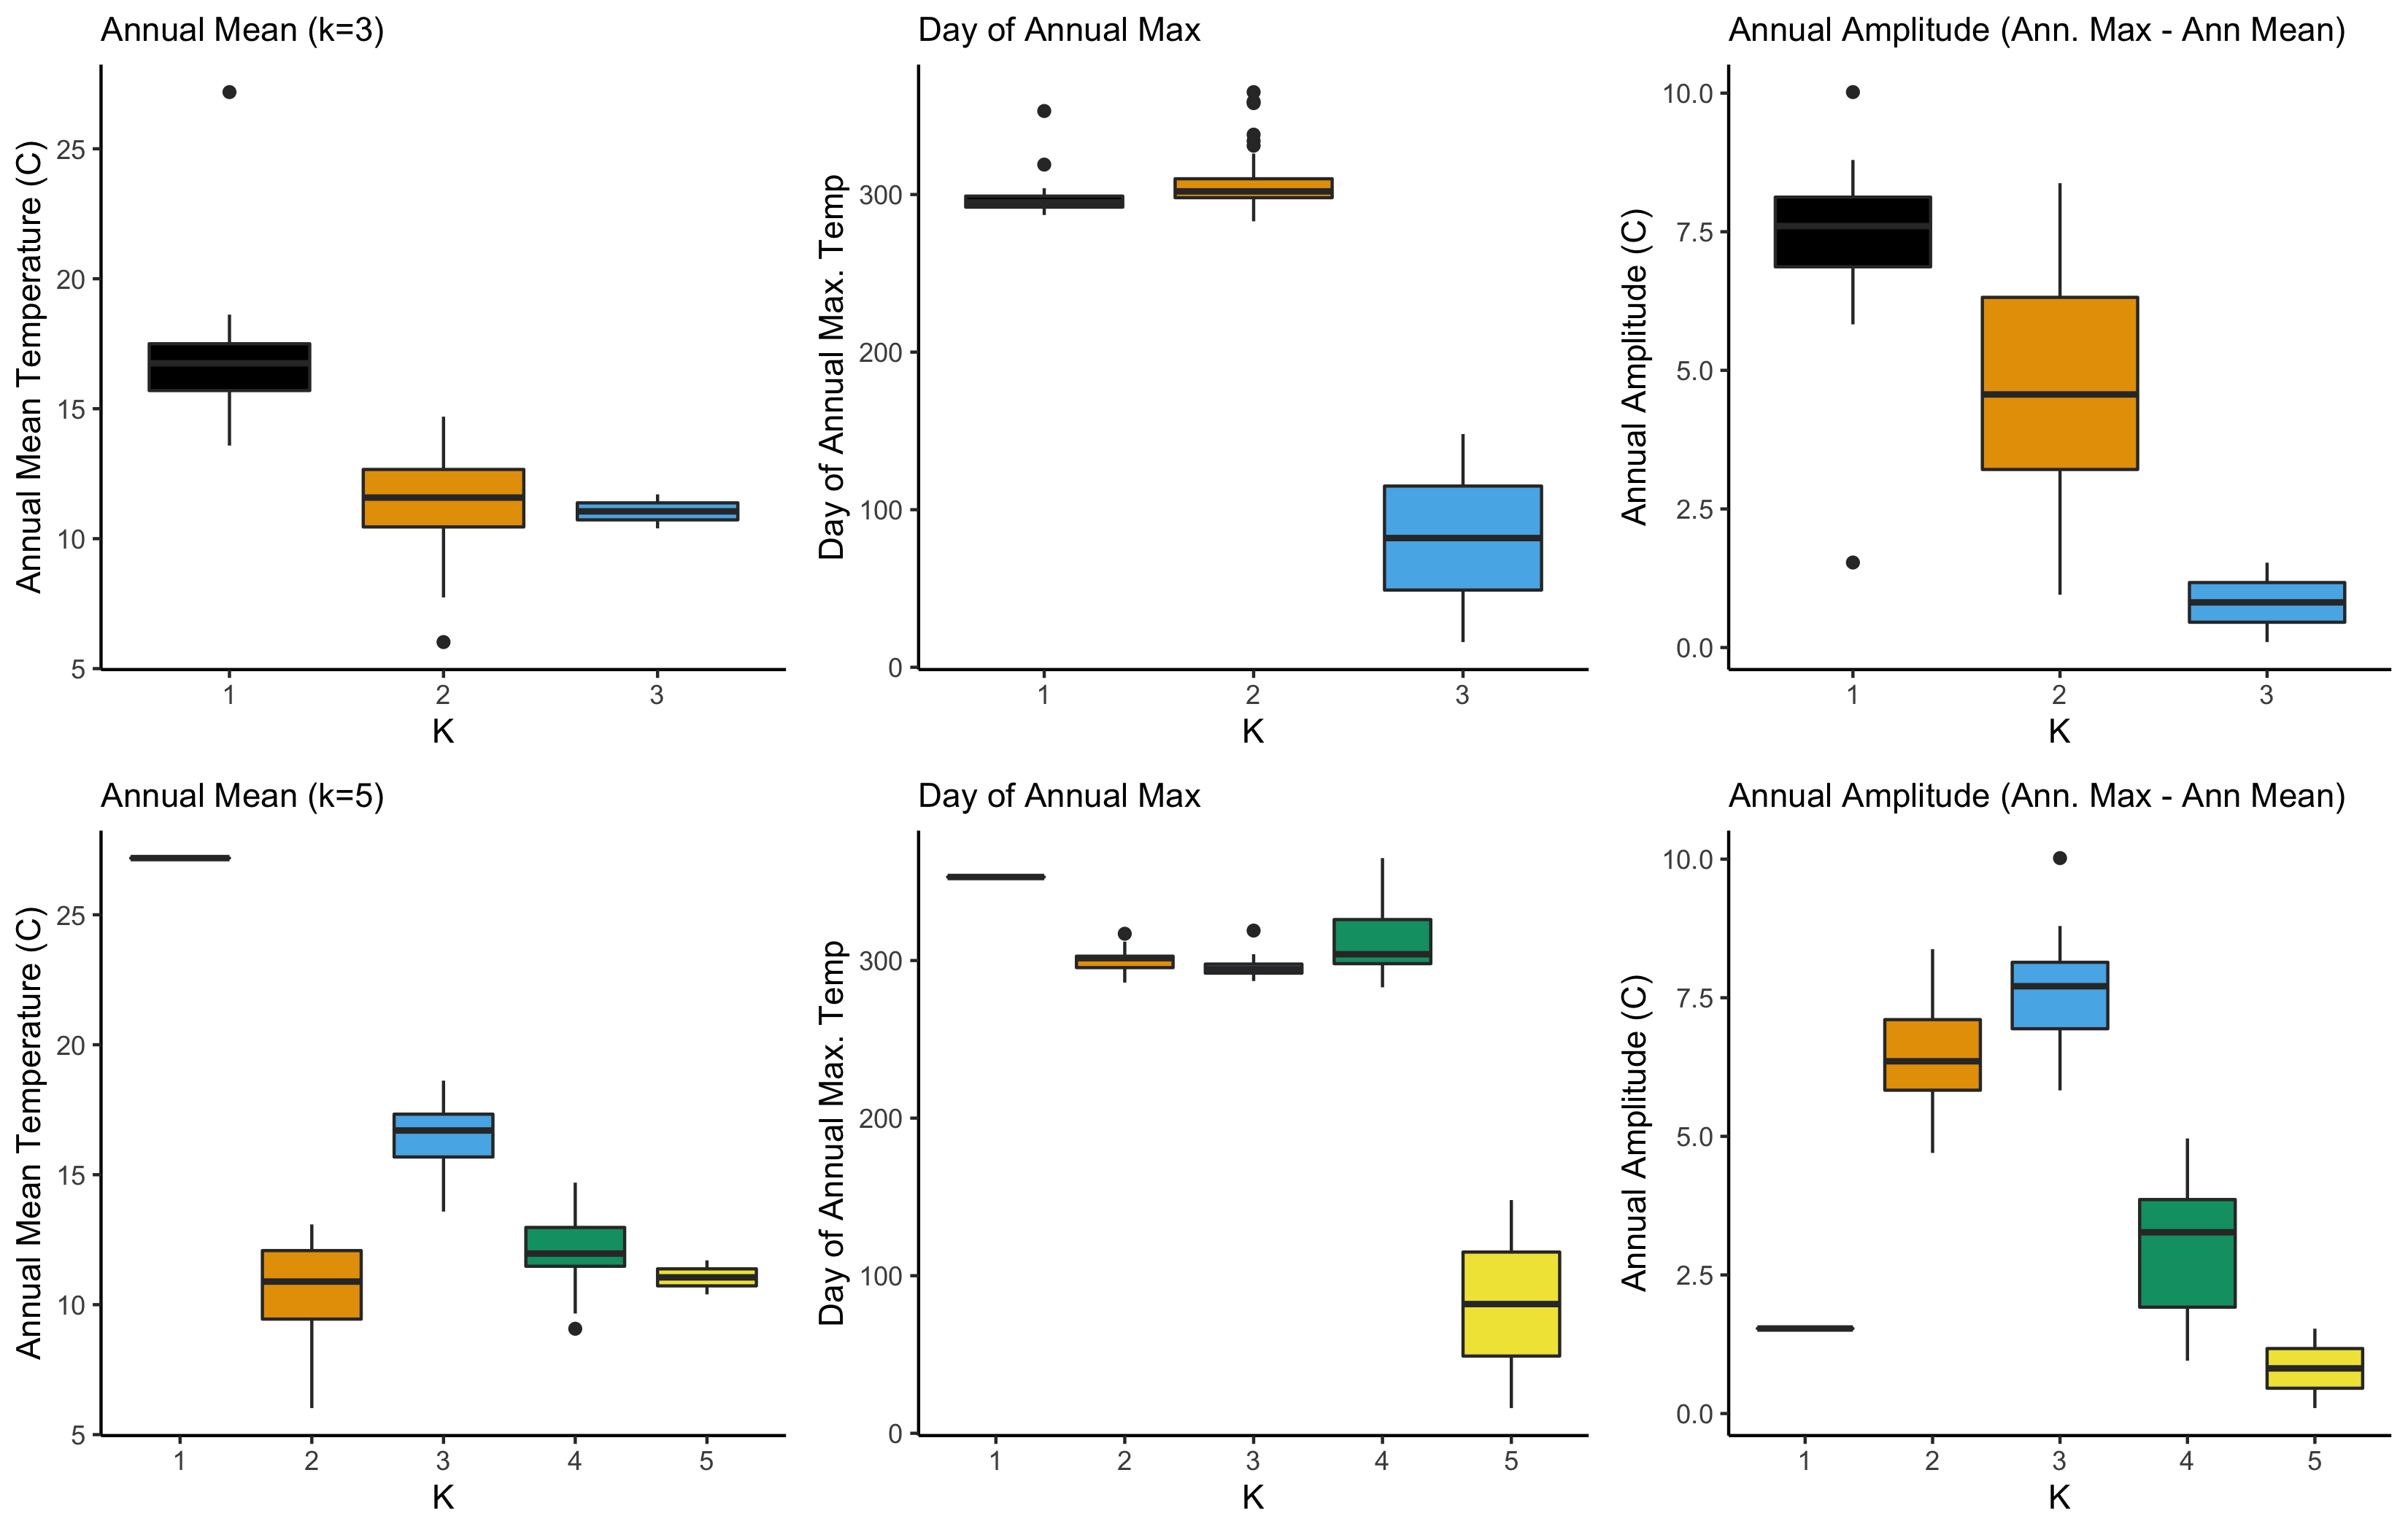 Annual Mean (k=3)
Annual Mean Temperature (C)
25
20
15
10
5
1 2 3
K
Day of Annual Max
Day of Annual Max. Temp
300
200
100
0
1 2 3
K
Annual Amplitude (Ann. Max - Ann Mean)
Annual Amplitude (C)
10.0
7.5
5.0
2.5
0.0
1 2 3
K
Annual Mean (k=5)
Annual Mean Temperature (C)
25
20
15
10
5
1 2 3 4 5
K
Day of Annual Max
Day of Annual Max. Temp
300
200
100
0
1 2 3 4 5
K
Annual Amplitude (Ann. Max - Ann Mean)
Annual Amplitude (C)
10.0
7.5
5.0
2.5
0.0
1 2 3 4 5
K